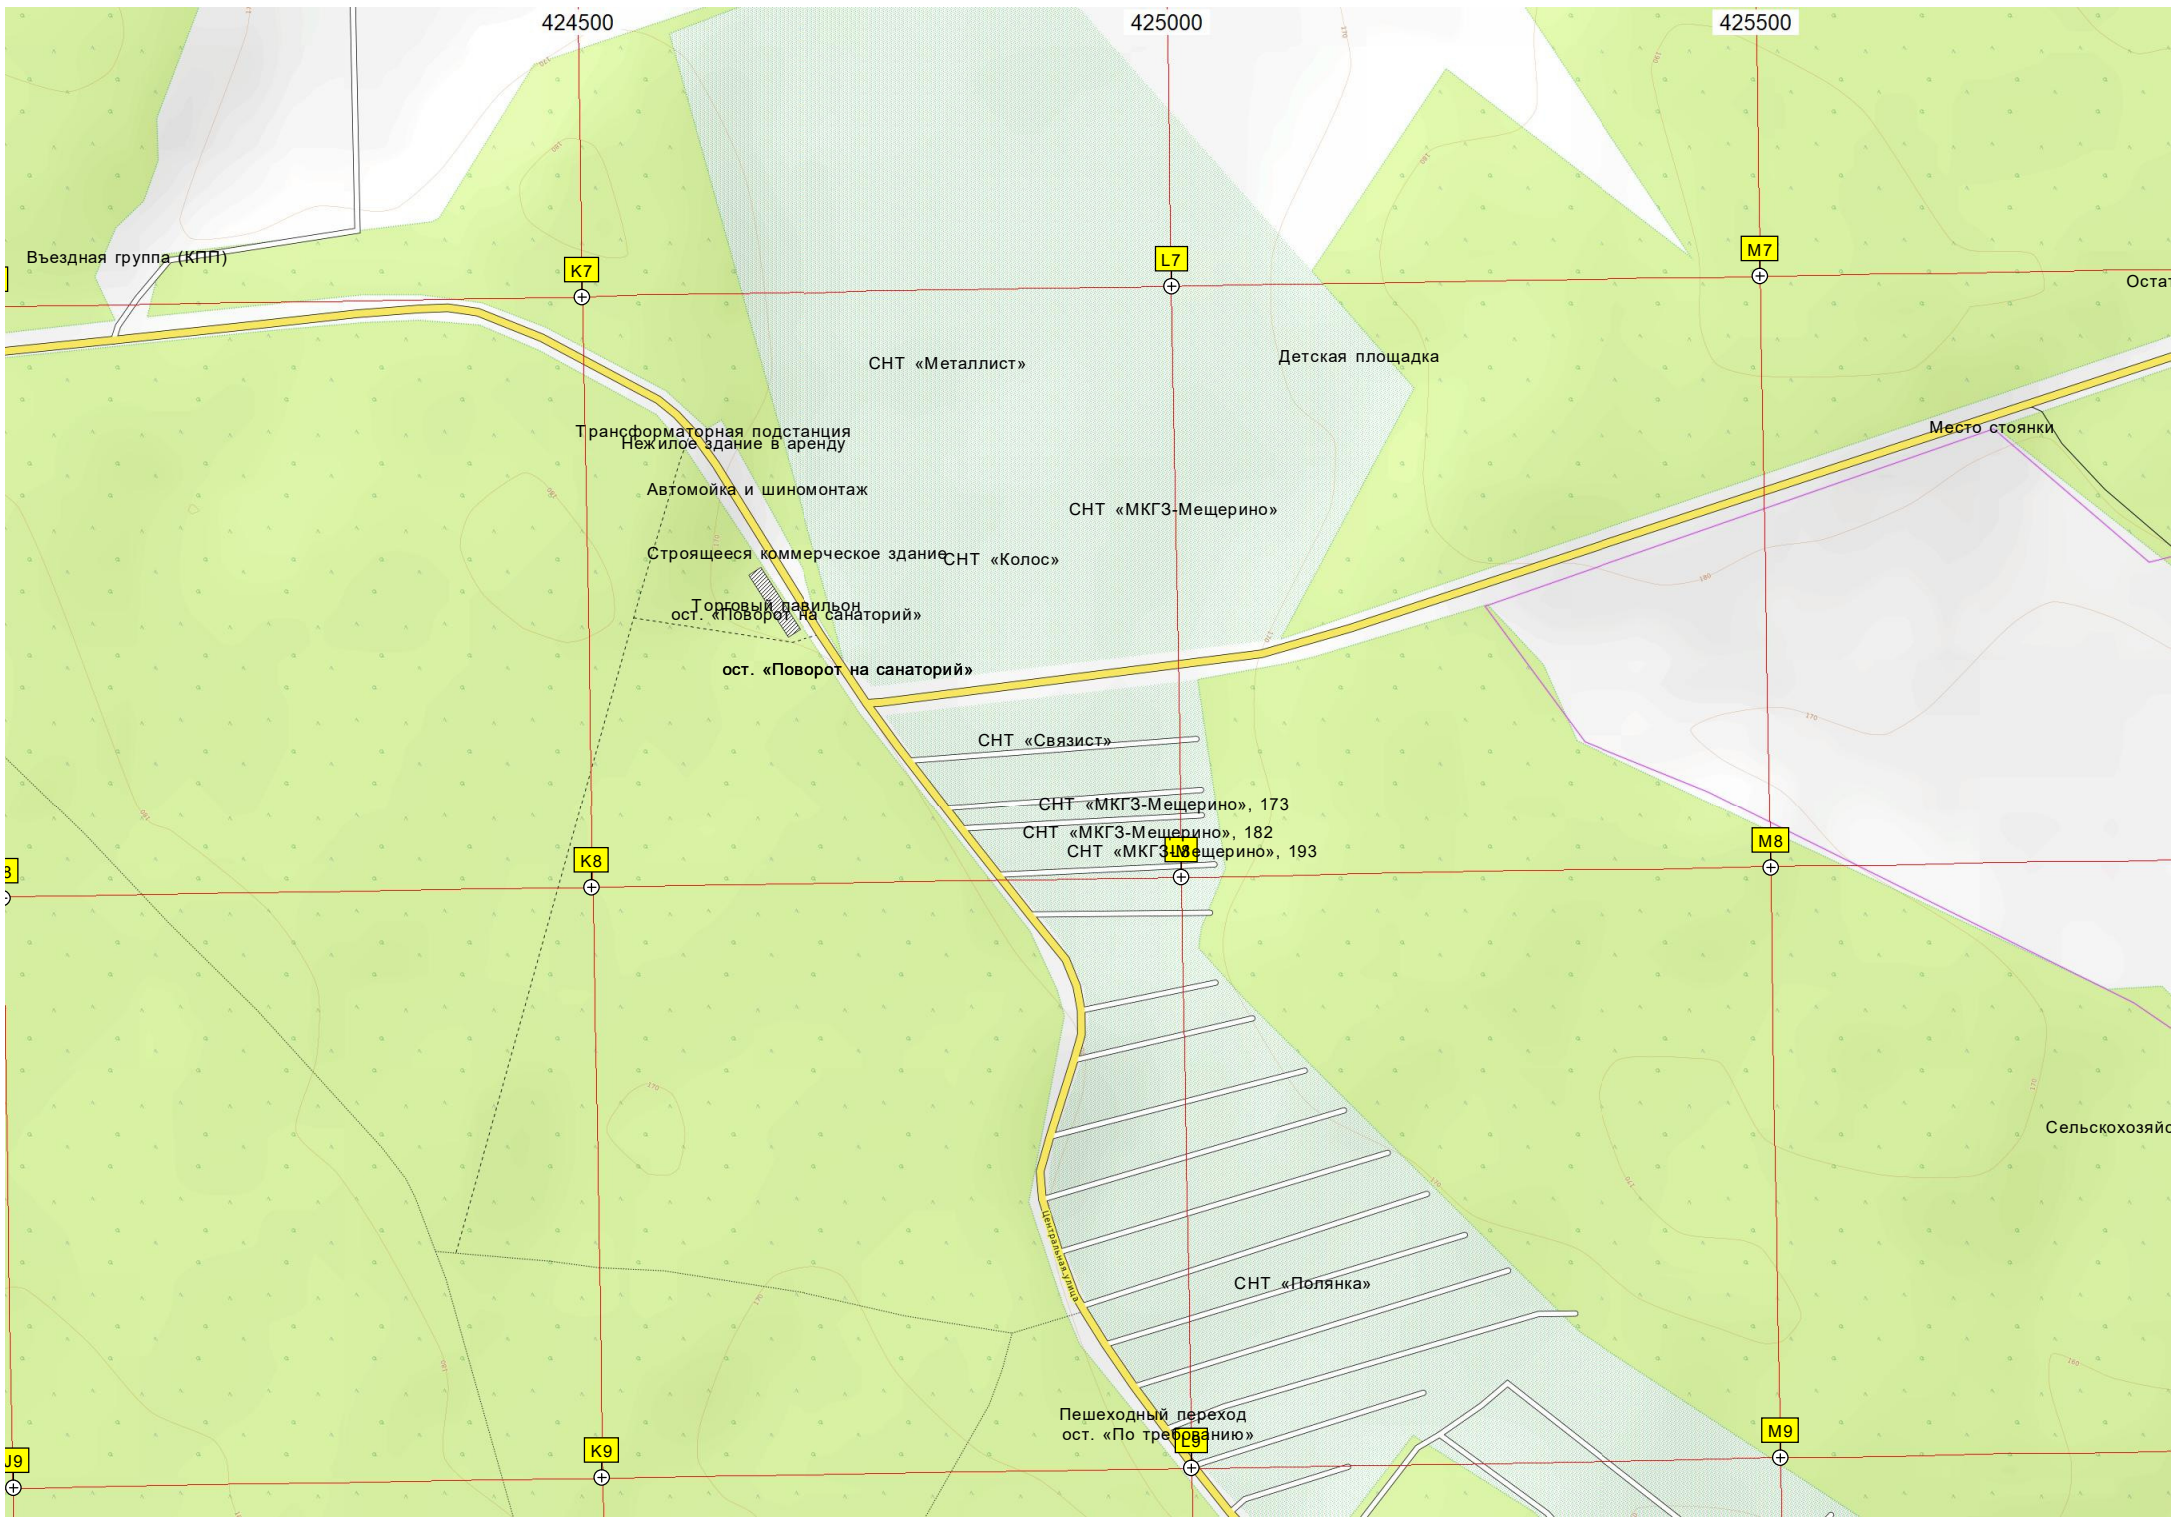 424500
425000
425500
M7
L7
Въездная группа (КПП)
K7
Детская площадка
СНТ «Металлист»
Место стоянки
Трансформаторная подстанция
Нежилое здание в аренду
Автомойка и шиномонтаж
СНТ «МКГЗ-Мещерино»
Строящееся коммерческое здание
СНТ «Колос»
Торговый павильон
ост. «Поворот на санаторий»
ост. «Поворот на санаторий»
СНТ «Связист»
СНТ «МКГЗ-Мещерино», 173
СНТ «МКГЗ-Мещерино», 182
M8
СНТ «МКГЗ-Мещерино», 193
K8
Центральная улица
СНТ «Полянка»
Пешеходный переход
ост. «По требованию»
M9
L9
K9
J9